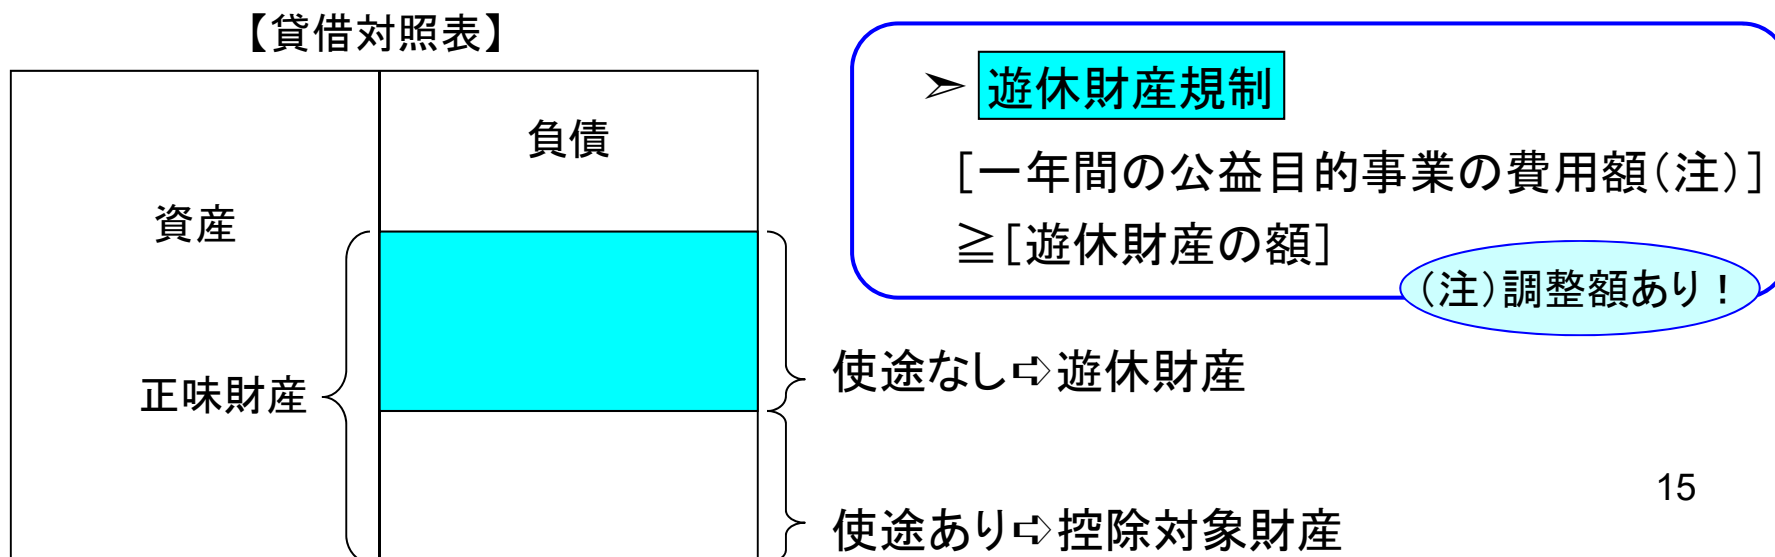 【貸借対照表】
資産
負債
正味財産
➢ 遊休財産規制
［一年間の公益目的事業の費用額（注）］
≧［遊休財産の額］
（注）調整額あり！
使途なし➪遊休財産
使途あり➪控除対象財産
15